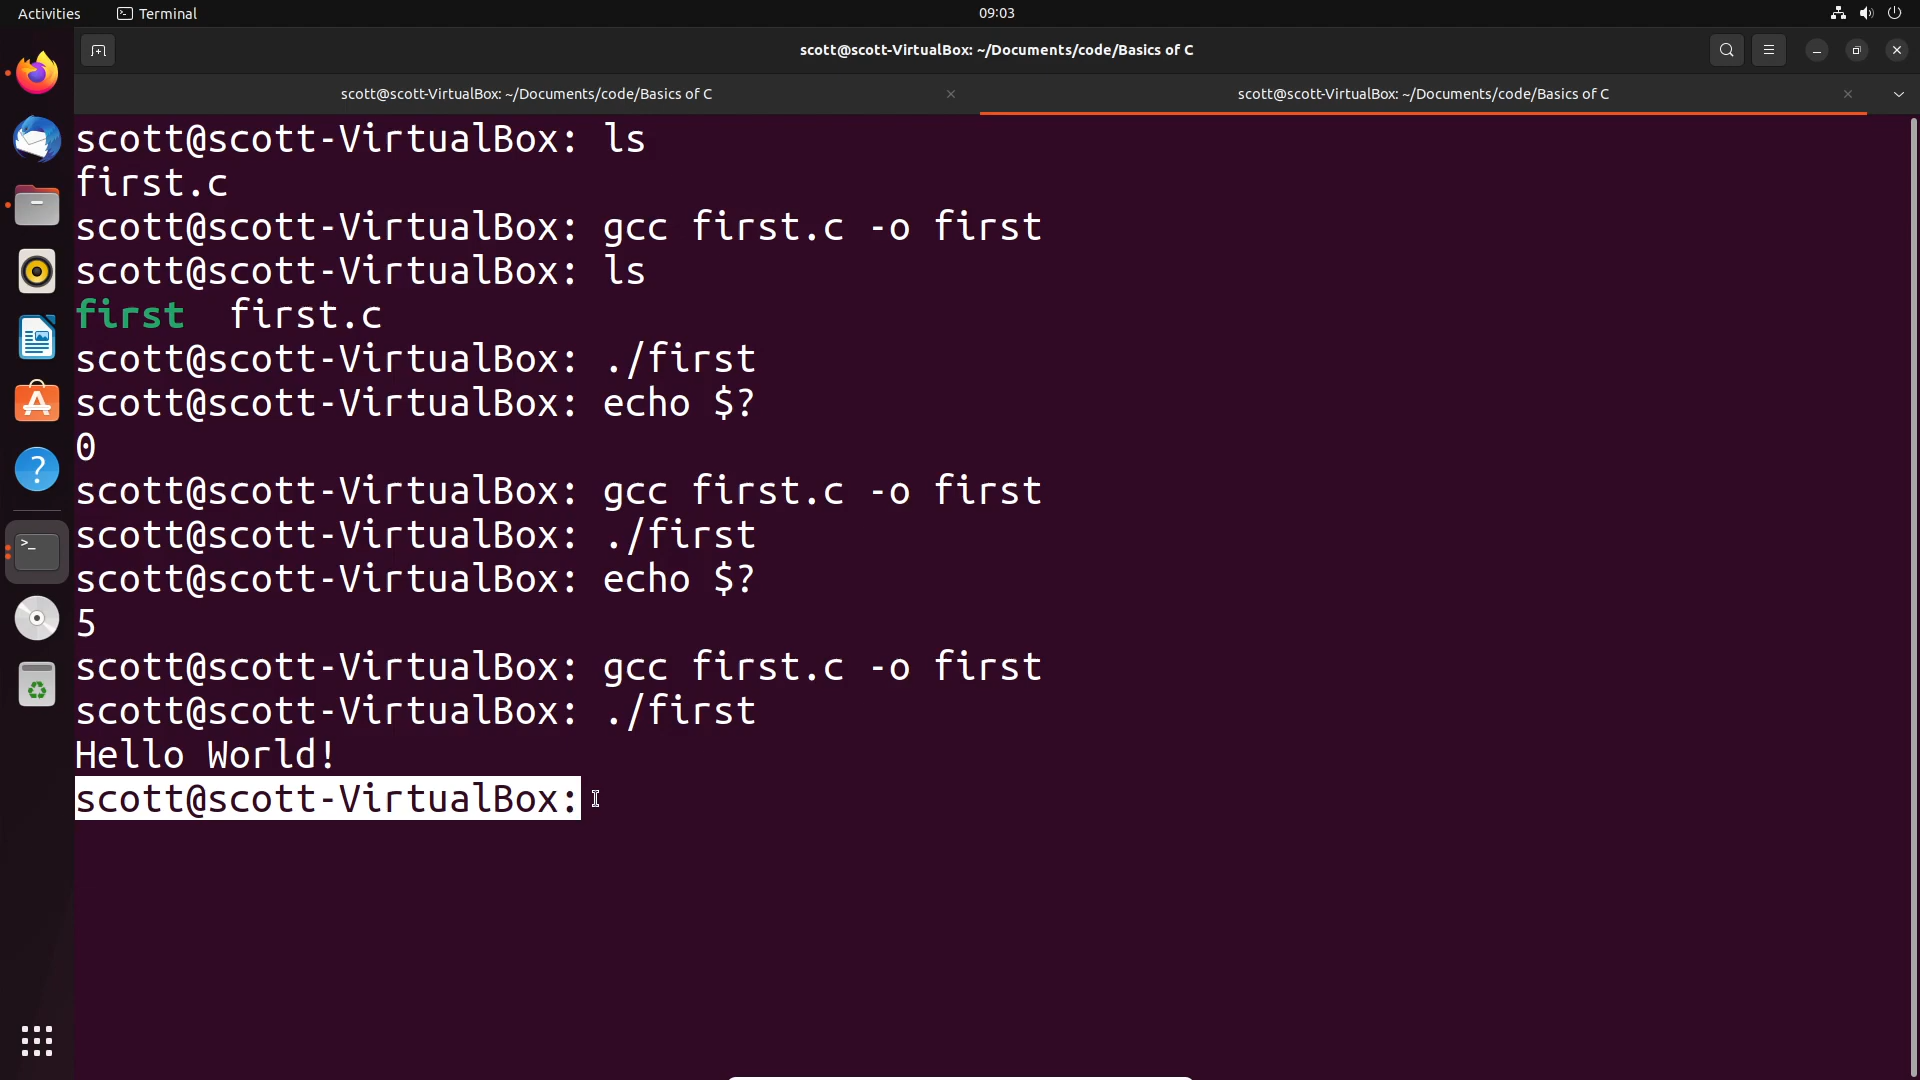 Activities Terminal 09:03
scott@scott-VirtualBox: ~/Documents/code/Basics of C
scott@scott-VirtualBox: ~/Documents/code/Basics of C scott@scott-VirtualBox: ~/Documents/code/Basics of C
scott@scott-VirtualBox: ls
first.c
scott@scott-VirtualBox: gcc first.c -o first
scott@scott-VirtualBox: ls
first  first.c
scott@scott-VirtualBox: ./first
scott@scott-VirtualBox: echo $?
0
scott@scott-VirtualBox: gcc first.c -o first
scott@scott-VirtualBox: ./first
scott@scott-VirtualBox: echo $?
5
scott@scott-VirtualBox: gcc first.c -o first
scott@scott-VirtualBox: ./first
Hello World!
scott@scott-VirtualBox: